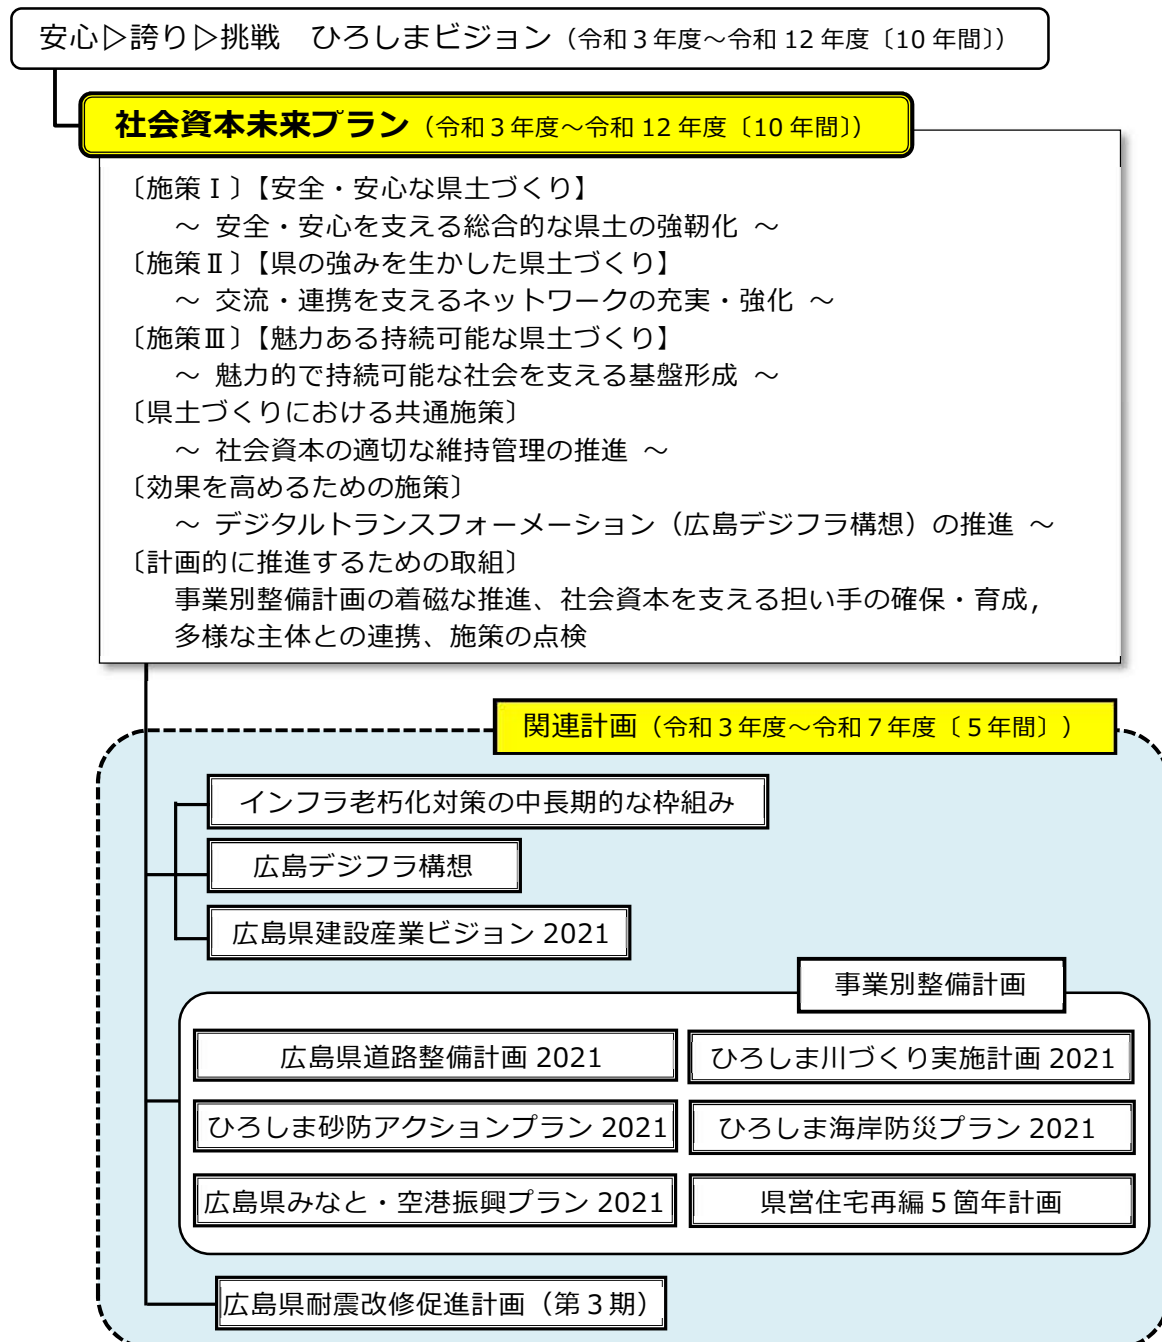 安心▷誇り▷挑戦　ひろしまビジョン（令和３年度～令和 12 年度〔10 年間〕）
社会資本未来プラン（令和３年度～令和 12 年度〔10 年間〕）
〔施策Ⅰ〕【安全・安心な県土づくり】
～ 安全・安心を支える総合的な県土の強靭化 ～
〔施策Ⅱ〕【県の強みを生かした県土づくり】
～ 交流・連携を支えるネットワークの充実・強化 ～
〔施策Ⅲ〕【魅力ある持続可能な県土づくり】
～ 魅力的で持続可能な社会を支える基盤形成 ～
〔県土づくりにおける共通施策〕
～ 社会資本の適切な維持管理の推進 ～
〔効果を高めるための施策〕
～ デジタルトランスフォーメーション（広島デジフラ構想）の推進 ～
〔計画的に推進するための取組〕
事業別整備計画の着磁な推進、社会資本を支える担い手の確保・育成，
多様な主体との連携、施策の点検
関連計画（令和３年度～令和７年度〔５年間〕）
インフラ老朽化対策の中長期的な枠組み
広島デジフラ構想
広島県建設産業ビジョン 2021
事業別整備計画
広島県道路整備計画 2021
ひろしま川づくり実施計画 2021
ひろしま砂防アクションプラン 2021
ひろしま海岸防災プラン 2021
広島県みなと・空港振興プラン 2021
県営住宅再編５箇年計画
広島県耐震改修促進計画（第３期）